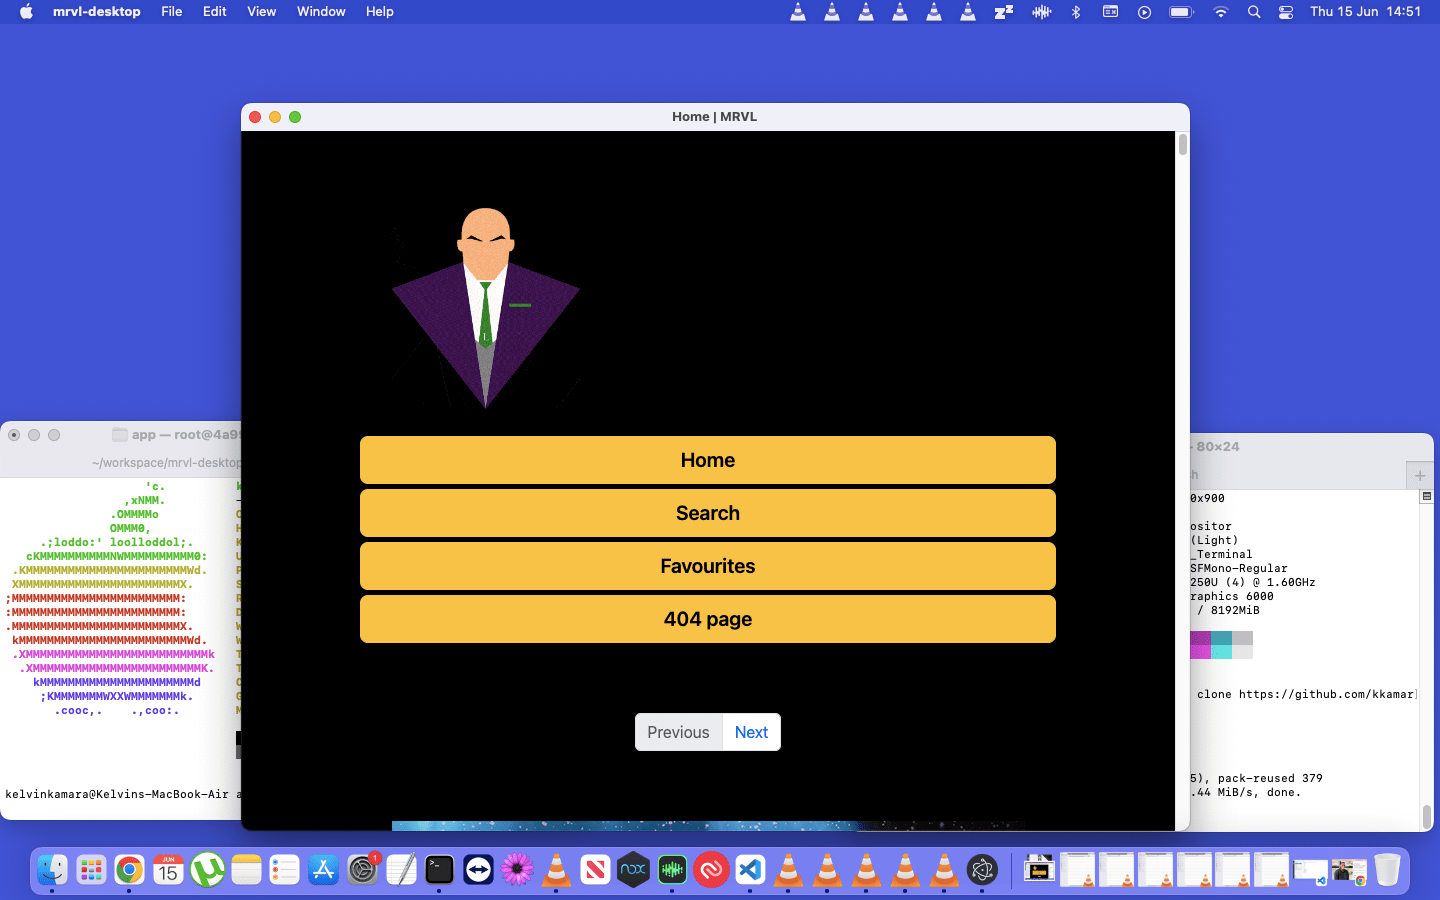 mrvl-desktop File Edit View Window Help
Thu 15 Jun 14:51
Home | MRVL
Home
Search
Favourites
404 page
Previous Next
app — root@4a9
~/workspace/mrvl-desktop
'c.
,xNMM.
.OMMMMo
OMMM0,
.;loddo:' loolloddol;.
cKMMMMMMMMMMNWMMMMMMMMMM0:
.KMMMMMMMMMMMMMMMMMMMMMMMWd.
XMMMMMMMMMMMMMMMMMMMMMMMX.
;MMMMMMMMMMMMMMMMMMMMMMMM:
:MMMMMMMMMMMMMMMMMMMMMMMM:
.MMMMMMMMMMMMMMMMMMMMMMMMX.
kMMMMMMMMMMMMMMMMMMMMMMMMWd.
.XMMMMMMMMMMMMMMMMMMMMMMMMMMk
.XMMMMMMMMMMMMMMMMMMMMMMMMK.
kMMMMMMMMMMMMMMMMMMMMMMd
;KMMMMMMMWXXWMMMMMMMk.
.cooc,. .,coo:.
kelvinkamara@Kelvins-MacBook-Air a
80×24
0x900
ositor
(Light)
_Terminal
SFMono-Regular
250U (4) @ 1.60GHz
raphics 6000
/ 8192MiB
clone https://github.com/kkamar
5), pack-reused 379
.44 MiB/s, done.
JUN
15
1